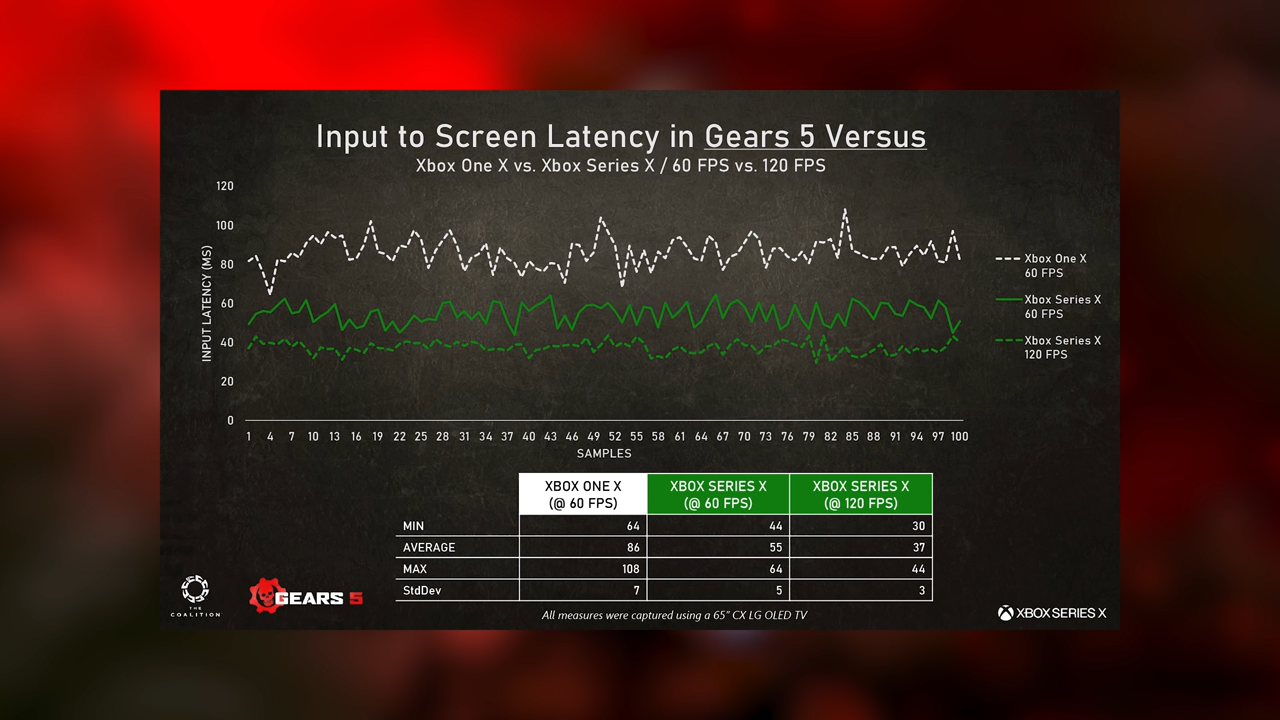 Input to Screen Latency in Gears 5 Versus
Xbox One X vs. Xbox Series X / 60 FPS vs. 120 FPS
120
100
80
60
40
20
0
INPUT LATENCY (MS)
1 4 7 10 13 16 19 22 25 28 31 34 37 40 43 46 49 52 55 58 61 64 67 70 73 76 79 82 85 88 91 94 97 100
SAMPLES
Xbox One X
60 FPS
Xbox Series X
60 FPS
Xbox Series X
120 FPS
XBOX ONE X XBOX SERIES X XBOX SERIES X
(@ 60 FPS) (@ 60 FPS) (@ 120 FPS)
MIN 64 44 30
AVERAGE 86 55 37
MAX 108 64 44
StdDev 7 5 3
All measures were captured using a 65" CX LG OLED TV
THE
COALITION
GEARS 5
XBOX SERIES X